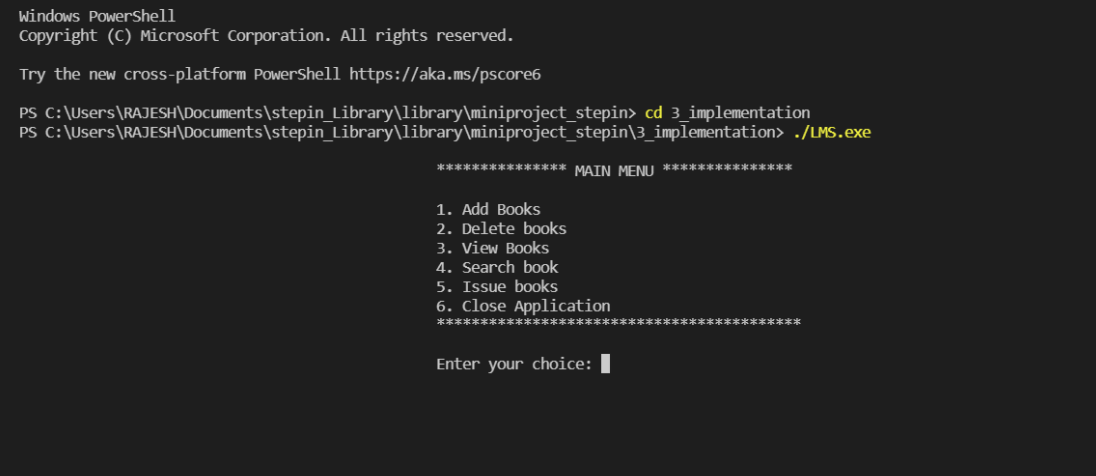 Windows PowerShell
Copyright (C) Microsoft Corporation. All rights reserved.
Try the new cross-platform PowerShell https://aka.ms/pscore6
PS C:\Users\RAJESH\Documents\stepin_Library\library\miniproject_stepin> cd 3_implementation
PS C:\Users\RAJESH\Documents\stepin_Library\library\miniproject_stepin\3_implementation> ./LMS.exe
*************** MAIN MENU ***************
1. Add Books
2. Delete books
3. View Books
4. Search book
5. Issue books
6. Close Application
******************************************
Enter your choice: